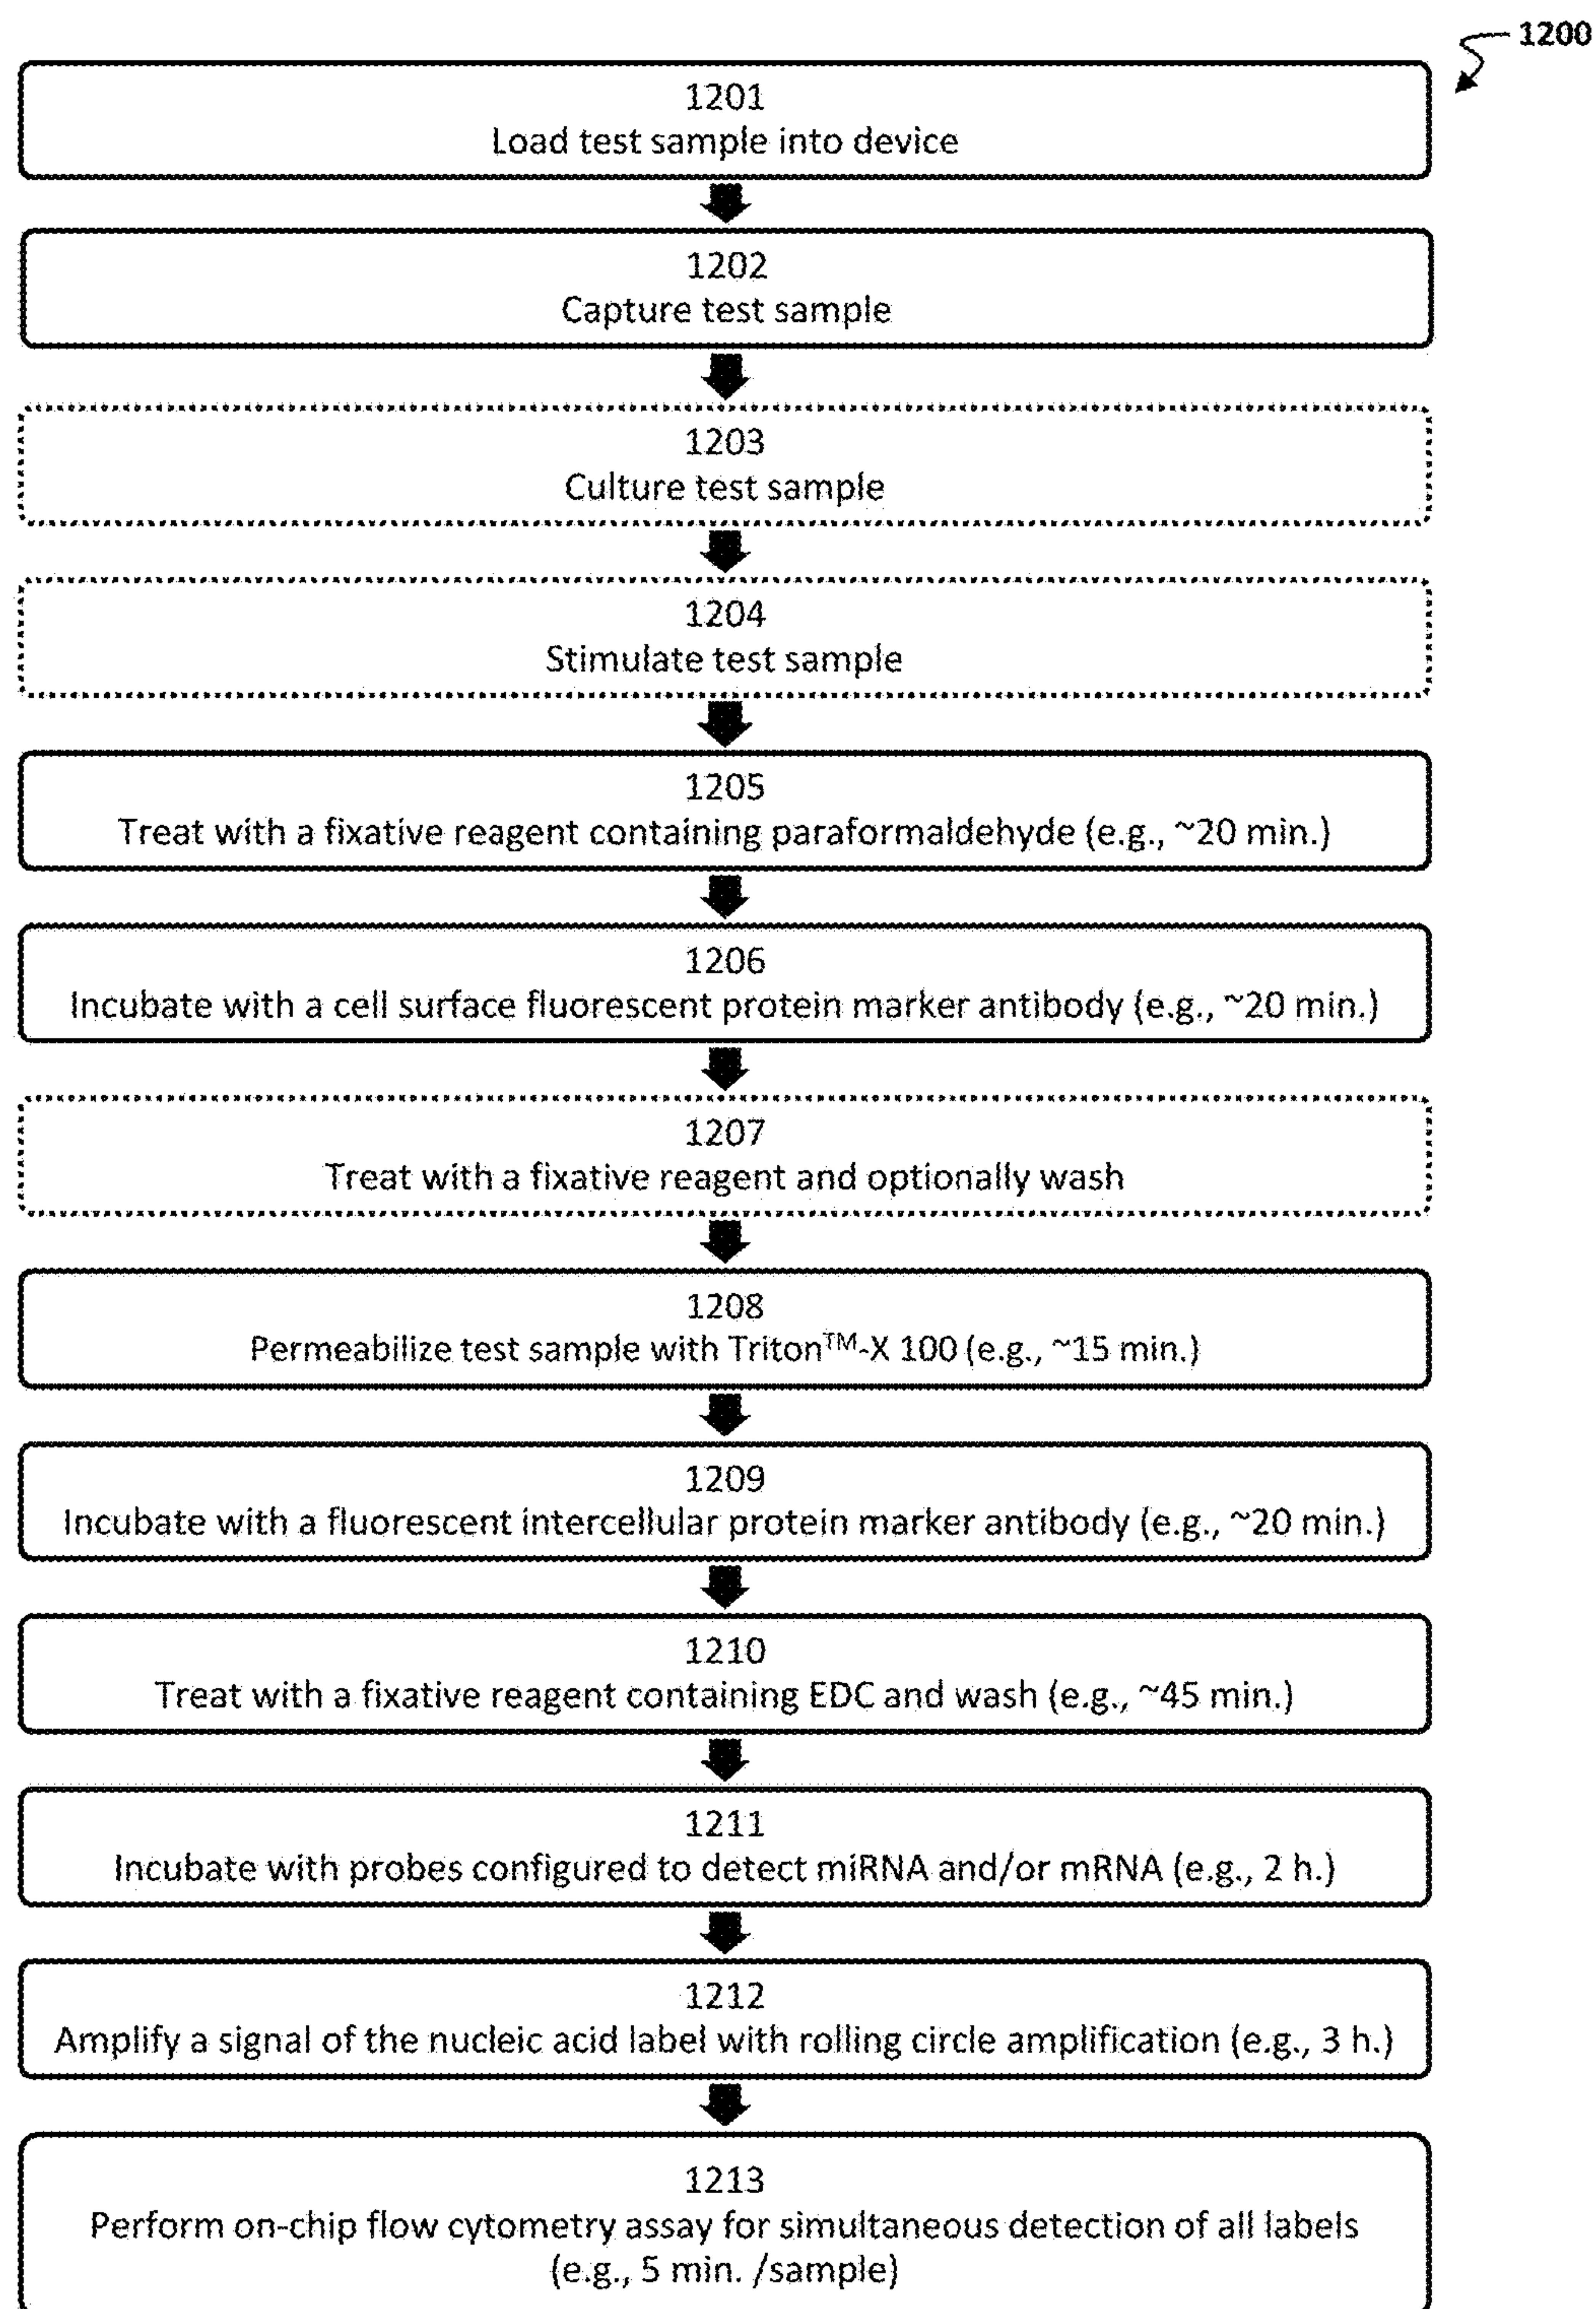 1200
1201
Load test sample into device
1202
Capture test sample
1203
Culture test sample
1204
Stimulate test sample
1205
Treat with a fixative reagent containing paraformaldehyde (e.g., ~20 min.)
1206
Incubate with a cell surface fluorescent protein marker antibody (e.g., ~20 min.)
1207
Treat with a fixative reagent and optionally wash
1208
Permeabilize test sample with Triton™-X 100 (e.g., ~15 min.)
1209
Incubate with a fluorescent intercellular protein marker antibody (e.g., ~20 min.)
1210
Treat with a fixative reagent containing EDC and wash (e.g., ~45 min.)
1211
Incubate with probes configured to detect miRNA and/or mRNA (e.g., 2 h.)
1212
Amplify a signal of the nucleic acid label with rolling circle amplification (e.g., 3 h.)
1213
Perform on-chip flow cytometry assay for simultaneous detection of all labels
(e.g., 5 min. /sample)